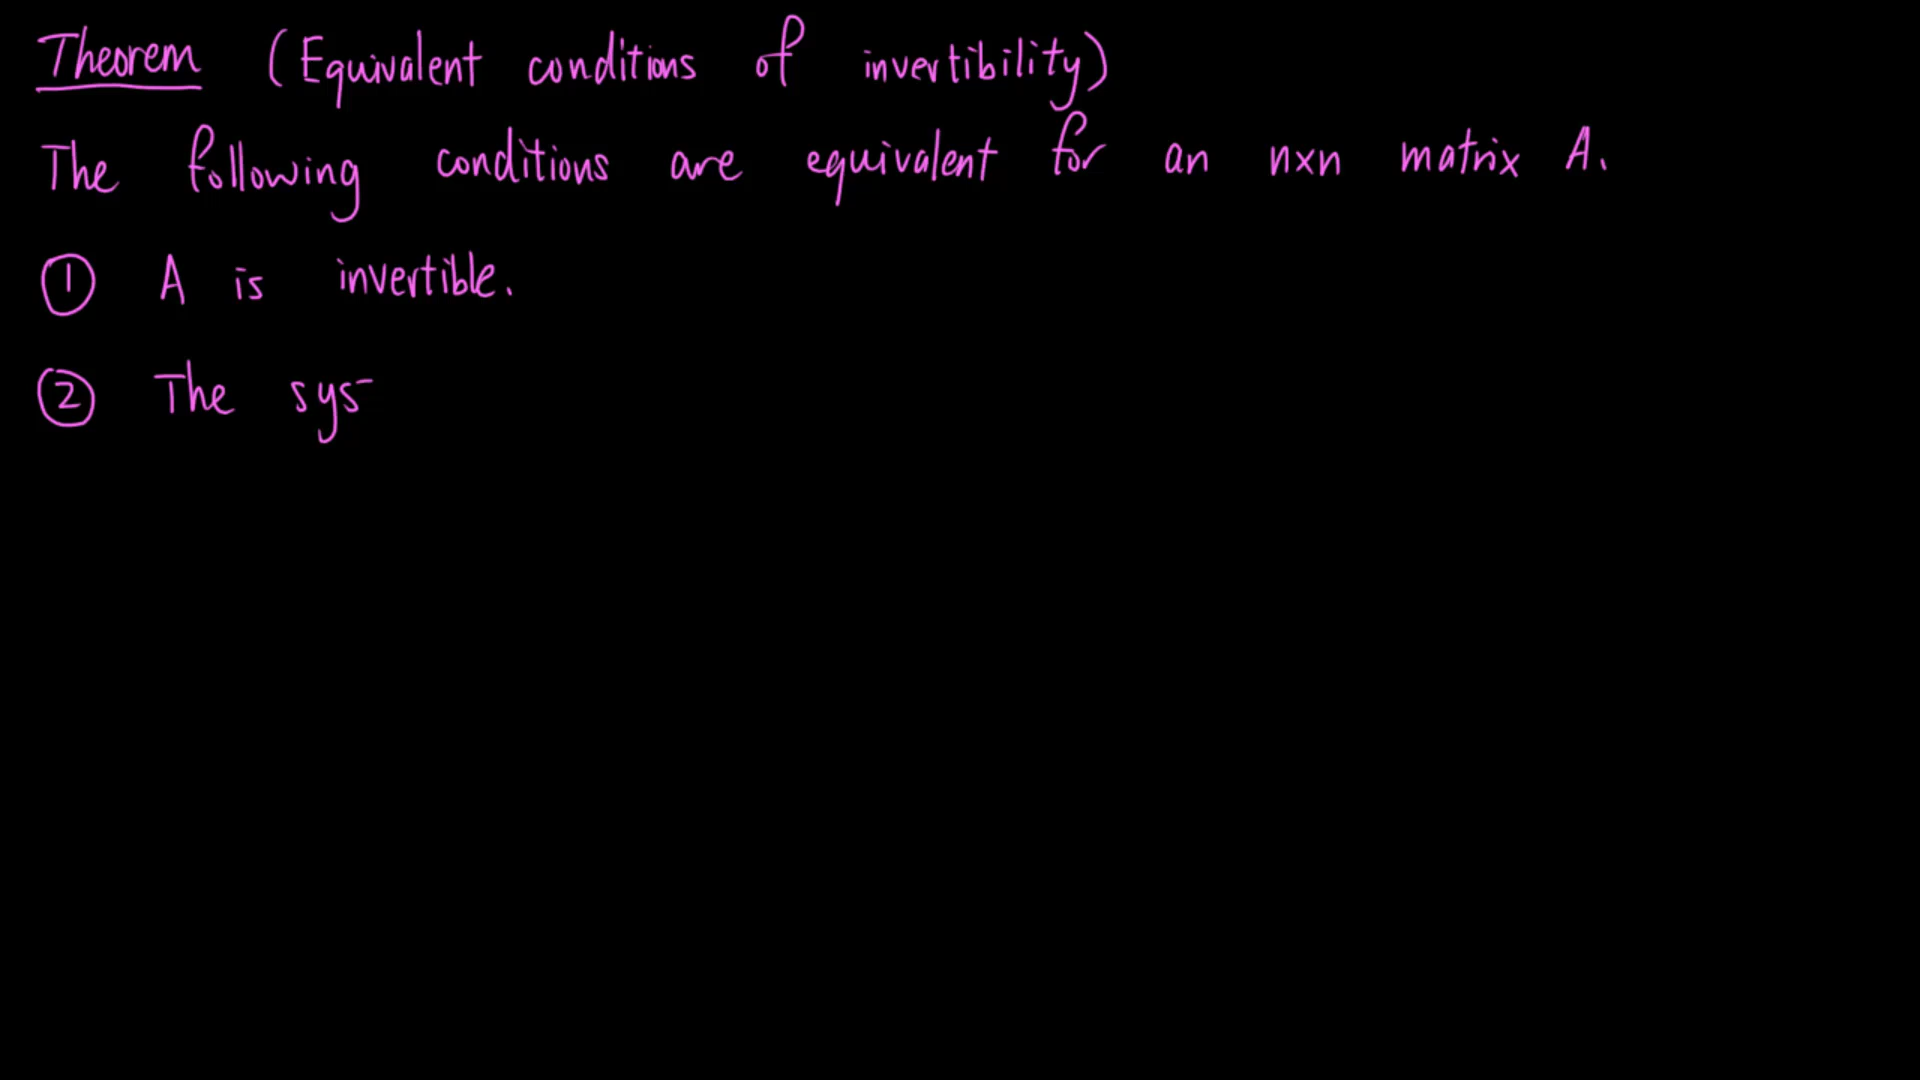 Theorem (Equivalent conditions of invertibility)
The following conditions are equivalent for an n×n matrix A.
① A is invertible.
② The sys